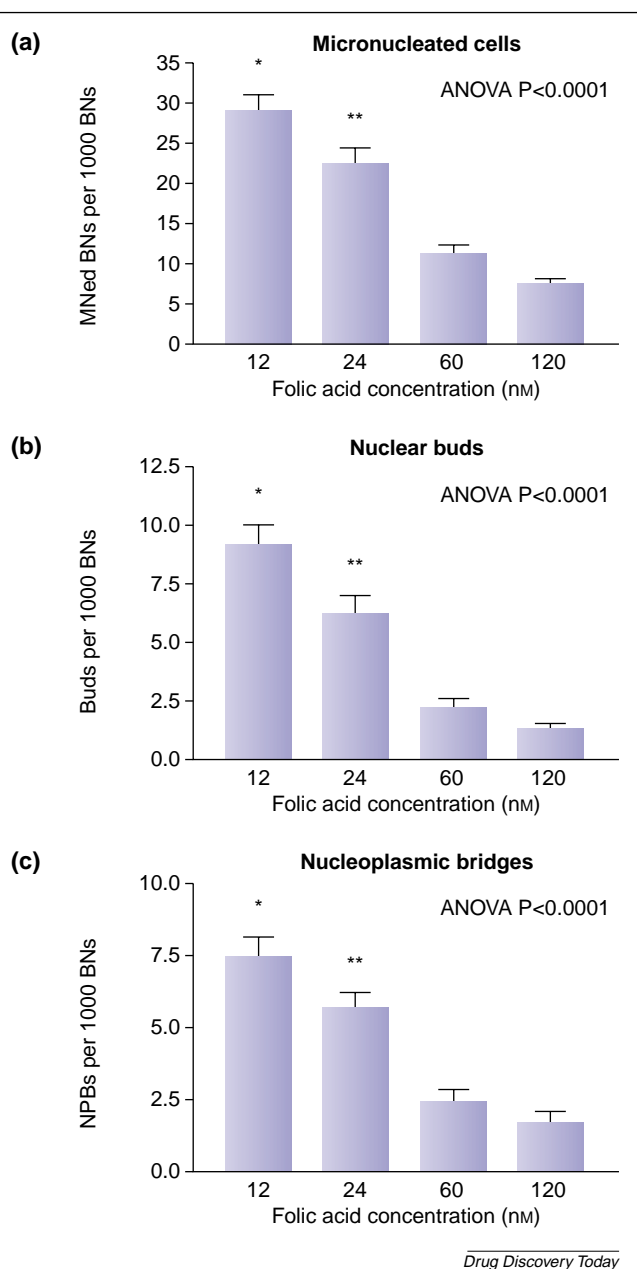 (a)
Micronucleated cells
ANOVA P<0.0001
MNed BNs per 1000 BNs
35
30
25
20
15
10
5
0
*
**
12 24 60 120
Folic acid concentration (nM)
(b)
Nuclear buds
ANOVA P<0.0001
Buds per 1000 BNs
12.5
10.0
7.5
5.0
2.5
0.0
*
**
12 24 60 120
Folic acid concentration (nM)
(c)
Nucleoplasmic bridges
ANOVA P<0.0001
NPBs per 1000 BNs
10.0
7.5
5.0
2.5
0.0
*
**
12 24 60 120
Folic acid concentration (nM)
Drug Discovery Today